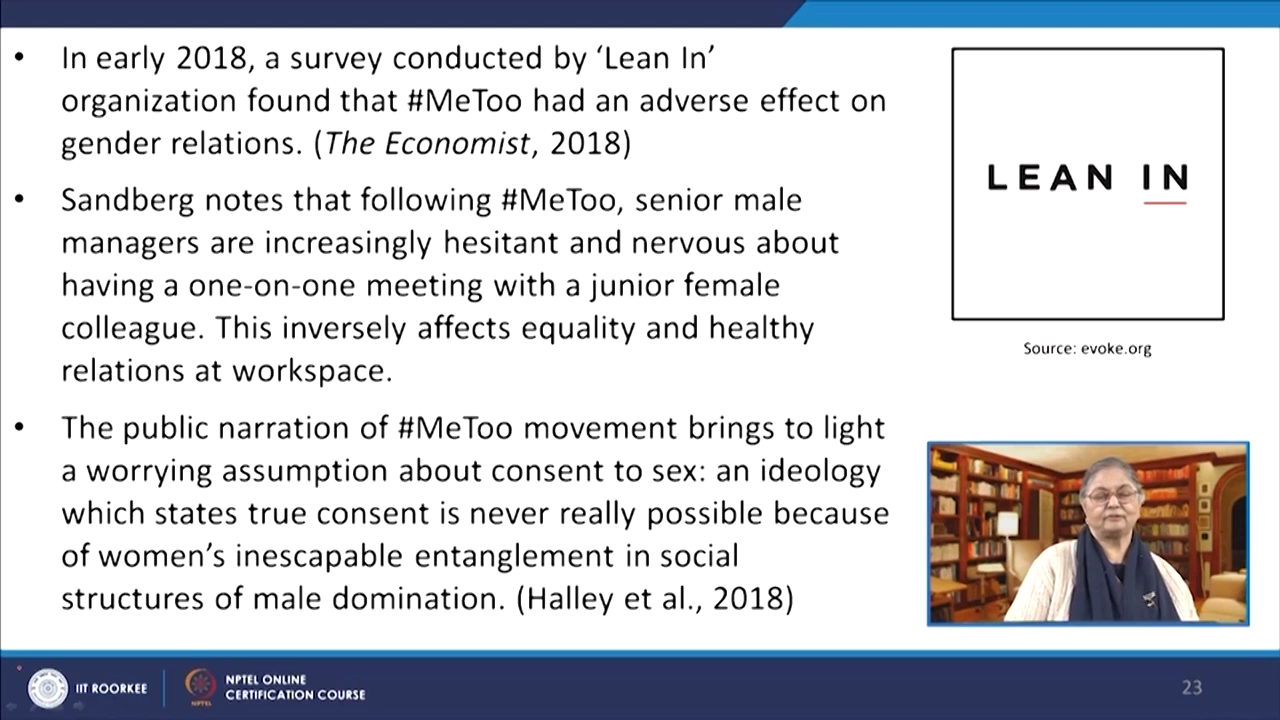 • In early 2018, a survey conducted by ‘Lean In’
organization found that #MeToo had an adverse effect on
gender relations. (The Economist, 2018)
• Sandberg notes that following #MeToo, senior male
managers are increasingly hesitant and nervous about
having a one-on-one meeting with a junior female
colleague. This inversely affects equality and healthy
relations at workspace.
• The public narration of #MeToo movement brings to light
a worrying assumption about consent to sex: an ideology
which states true consent is never really possible because
of women’s inescapable entanglement in social
structures of male domination. (Halley et al., 2018)
LEAN IN
Source: evoke.org
IIT ROORKEE
NPTEL
NPTEL ONLINE
CERTIFICATION COURSE
23